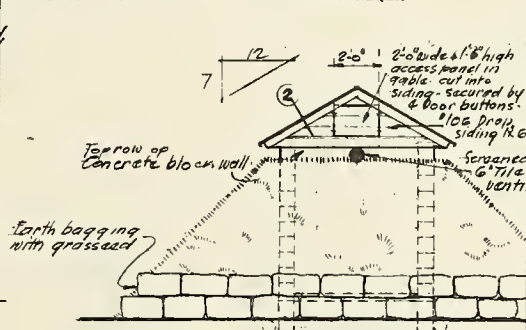 12
7
2'-0"
2
2'-0" wide & 1'-6" high
access panel in
gable - cut into
siding - secured by
4 Door buttons.
#106 Drop
siding
Top row of
Concrete block wall
Screened
6" Tile
venti
Earth bagging
with grasseed